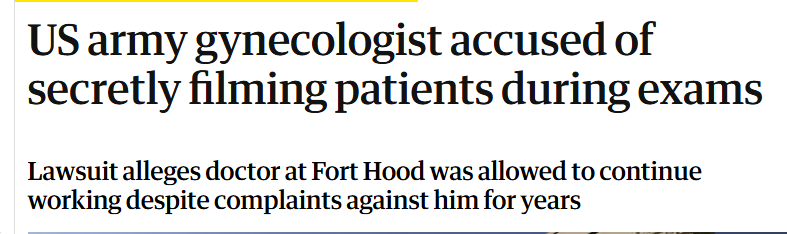 US army gynecologist accused of
secretly filming patients during exams
Lawsuit alleges doctor at Fort Hood was allowed to continue
working despite complaints against him for years